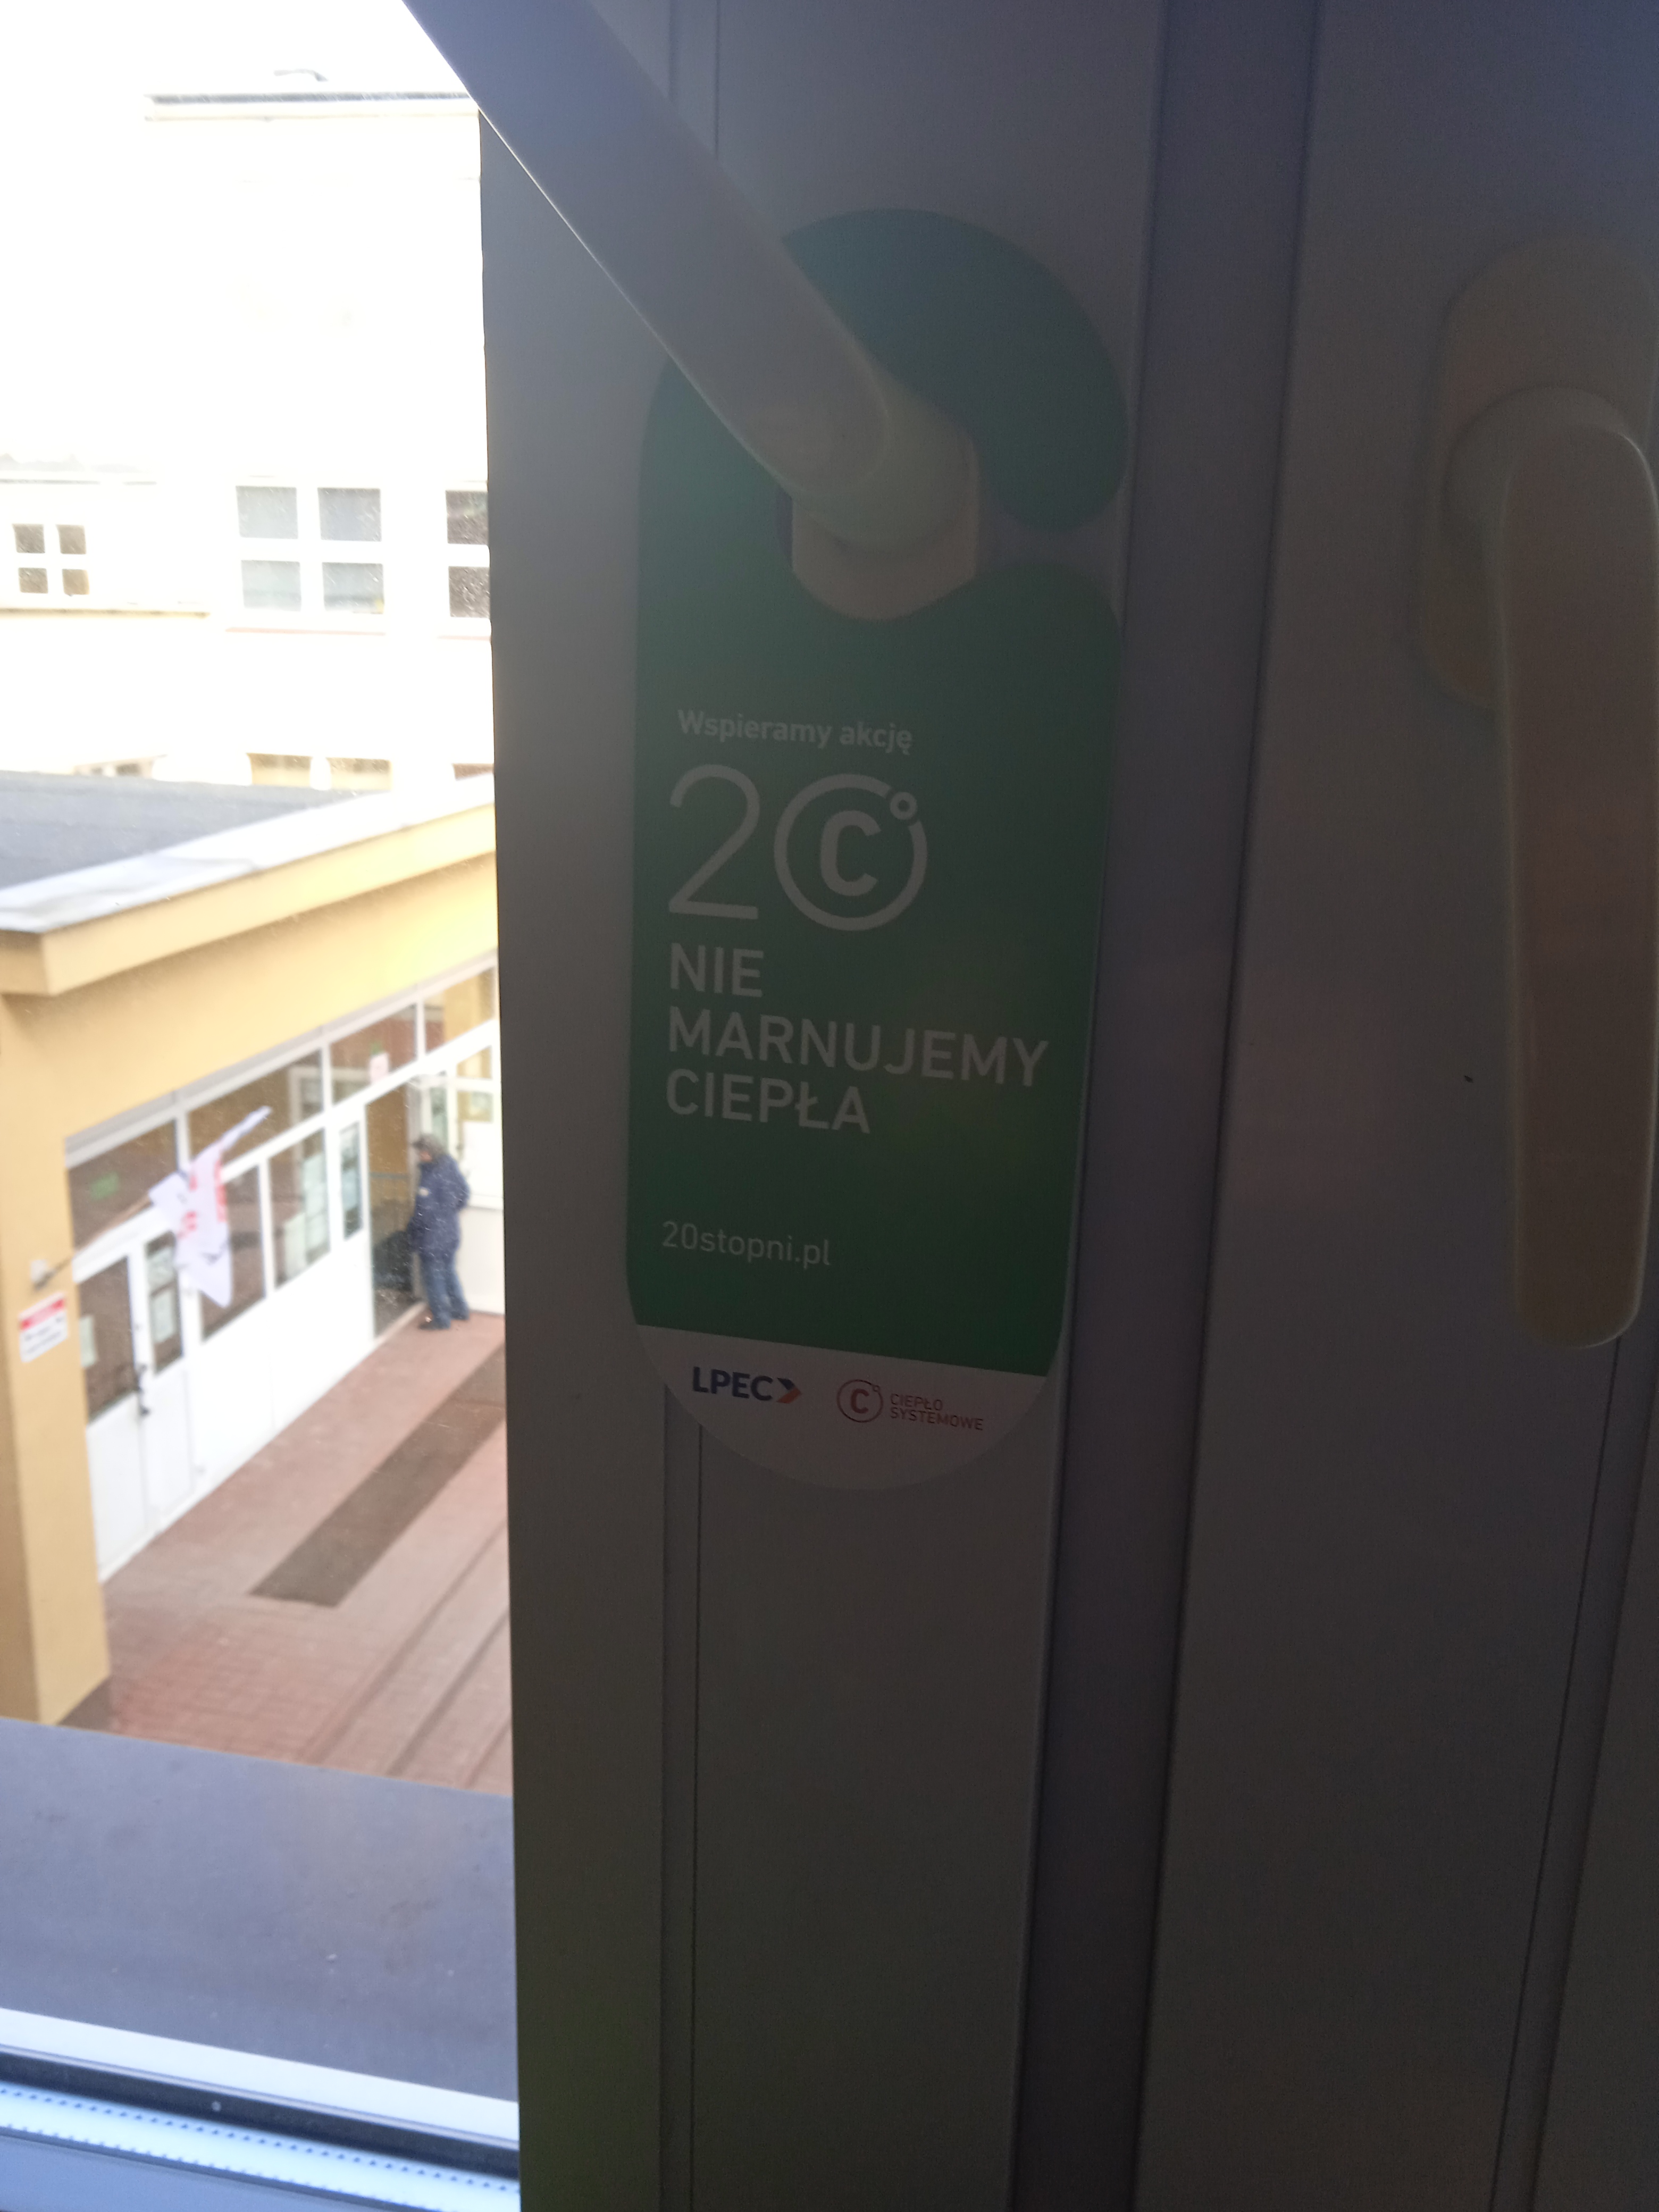 Wspieramy akcję
20°C
NIE
MARNUJEMY
CIEPŁA
20stopni.pl
LPEC
CIEPŁO
SYSTEMOWE